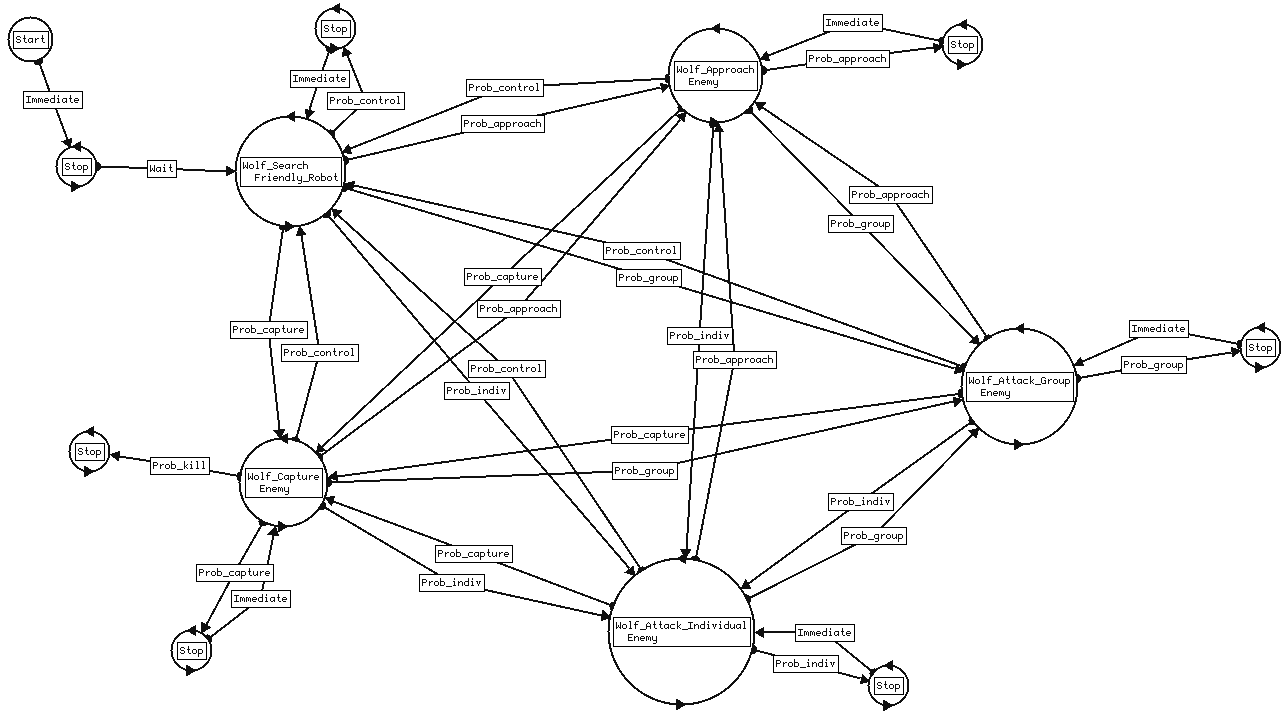 Start
Stop
Immediate
Stop
Wait
Immediate
Prob_control
Wolf_Search
Friendly_Robot
Prob_control
Prob_approach
Wolf_Approach
Enemy
Immediate
Prob_approach
Stop
Prob_approach
Prob_group
Prob_control
Prob_group
Prob_capture
Prob_approach
Prob_capture
Prob_control
Prob_indiv
Prob_approach
Prob_control
Prob_indiv
Immediate
Prob_group
Stop
Wolf_Attack_Group
Enemy
Prob_capture
Prob_group
Stop
Prob_kill
Wolf_Capture
Enemy
Prob_indiv
Prob_group
Prob_capture
Prob_indiv
Prob_capture
Immediate
Stop
Wolf_Attack_Individual
Enemy
Immediate
Prob_indiv
Stop